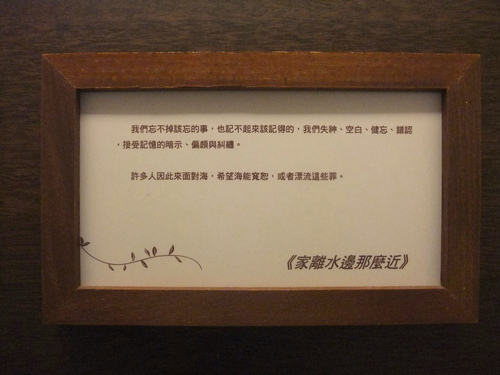 我們忘不掉該忘的事，也記不起來該記得的，我們失神、空白、健忘、錯認
，接受記憶的暗示、偏頗與糾纏。
許多人因此來面對海，希望海能寬恕，或者漂流這些罪。
《家離水邊那麼近》